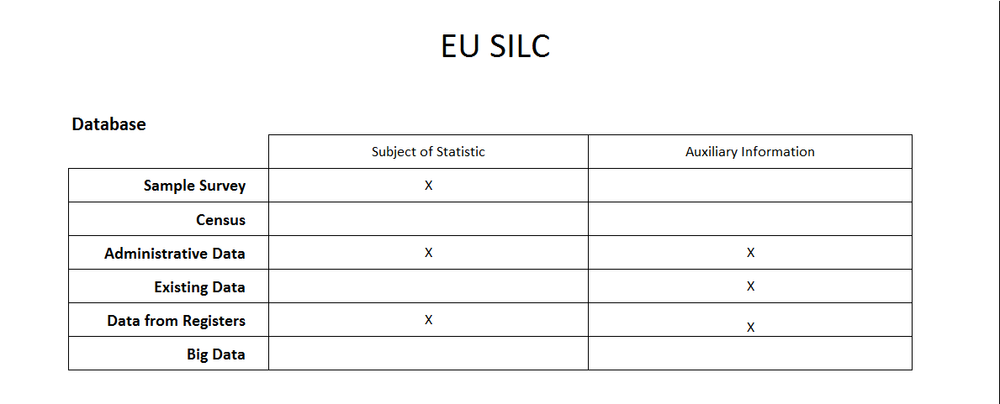 EU SILC
Database
Subject of Statistic Auxiliary Information
Sample Survey X
Census
Administrative Data X X
Existing Data X
Data from Registers X X
Big Data